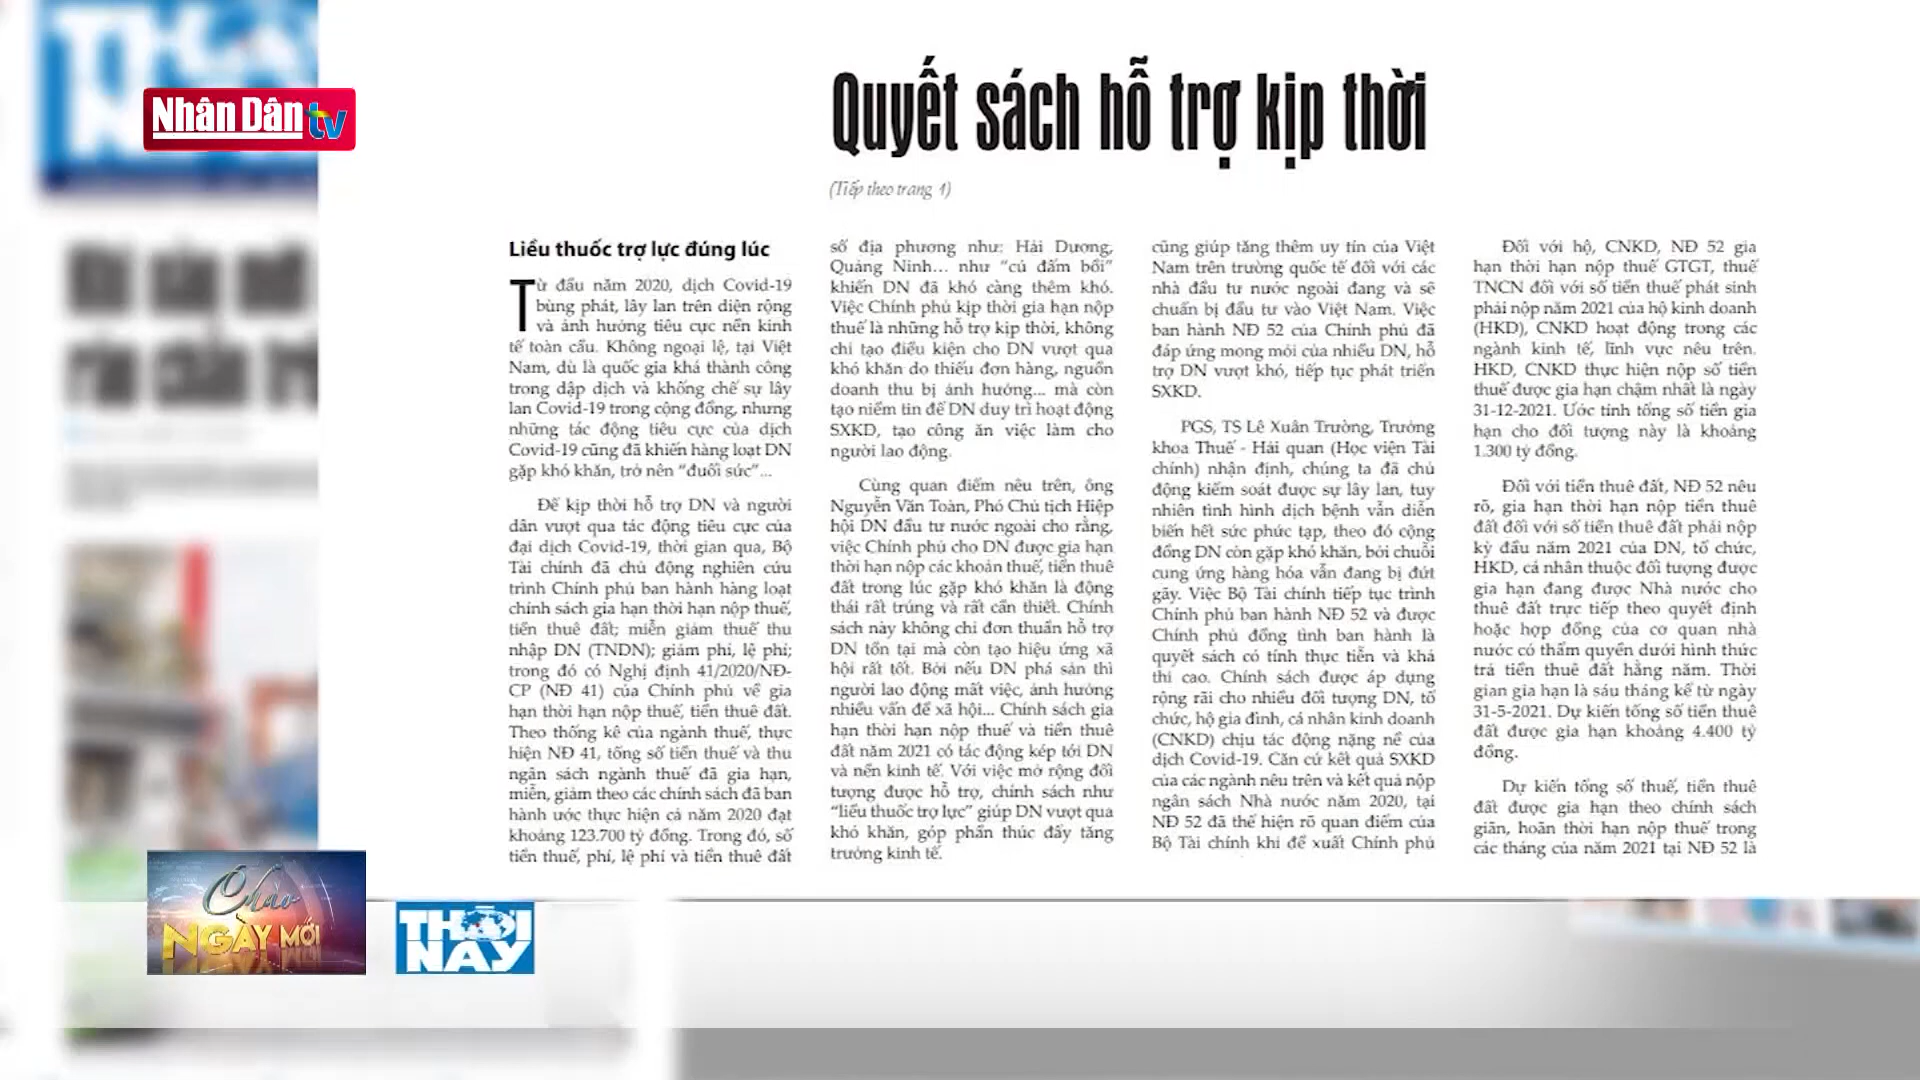 Nhân Dân tv
Quyết sách hỗ trợ kịp thời
(Tiếp theo trang 1)
Liều thuốc trợ lực đúng lúc
Từ đầu năm 2020, dịch Covid-19
bùng phát, lây lan trên diện rộng
và ảnh hưởng tiêu cực nền kinh
tế toàn cầu. Không ngoại lệ, tại Việt
Nam, dù là quốc gia khá thành công
trong dập dịch và khống chế sự lây
lan Covid-19 trong cộng đồng, nhưng
những tác động tiêu cực của dịch
Covid-19 cũng đã khiến hàng loạt DN
gặp khó khăn, trở nên “đuối sức”...
Để kịp thời hỗ trợ DN và người
dân vượt qua tác động tiêu cực của
đại dịch Covid-19, thời gian qua, Bộ
Tài chính đã chủ động nghiên cứu
trình Chính phủ ban hành hàng loạt
chính sách gia hạn thời hạn nộp thuế,
tiền thuê đất; miễn giảm thuế thu
nhập DN (TNDN); giảm phí, lệ phí;
trong đó có Nghị định 41/2020/NĐ-
CP (NĐ 41) của Chính phủ về gia
hạn thời hạn nộp thuế, tiền thuê đất.
Theo thống kê của ngành thuế, thực
hiện NĐ 41, tổng số tiền thuế và thu
ngân sách ngành thuế đã gia hạn,
miễn, giảm theo các chính sách đã ban
hành ước thực hiện cả năm 2020 đạt
khoảng 123.700 tỷ đồng. Trong đó, số
tiền thuế, phí, lệ phí và tiền thuê đất
số địa phương như: Hải Dương,
Quảng Ninh… như “cú đấm bồi”
khiến DN đã khó càng thêm khó.
Việc Chính phủ kịp thời gia hạn nộp
thuế là những hỗ trợ kịp thời, không
chỉ tạo điều kiện cho DN vượt qua
khó khăn do thiếu đơn hàng, nguồn
doanh thu bị ảnh hưởng... mà còn
tạo niềm tin để DN duy trì hoạt động
SXKD, tạo công ăn việc làm cho
người lao động.
Cùng quan điểm nêu trên, ông
Nguyễn Văn Toàn, Phó Chủ tịch Hiệp
hội DN đầu tư nước ngoài cho rằng,
việc Chính phủ cho DN được gia hạn
thời hạn nộp các khoản thuế, tiền thuê
đất trong lúc gặp khó khăn là động
thái rất trúng và rất cần thiết. Chính
sách này không chỉ đơn thuần hỗ trợ
DN tồn tại mà còn tạo hiệu ứng xã
hội rất tốt. Bởi nếu DN phá sản thì
người lao động mất việc, ảnh hưởng
nhiều vấn đề xã hội... Chính sách gia
hạn thời hạn nộp thuế và tiền thuê
đất năm 2021 có tác động kép tới DN
và nền kinh tế. Với việc mở rộng đối
tượng được hỗ trợ, chính sách như
“liều thuốc trợ lực” giúp DN vượt qua
khó khăn, góp phần thúc đẩy tăng
trưởng kinh tế.
cũng giúp tăng thêm uy tín của Việt
Nam trên trường quốc tế đối với các
nhà đầu tư nước ngoài đang và sẽ
chuẩn bị đầu tư vào Việt Nam. Việc
ban hành NĐ 52 của Chính phủ đã
đáp ứng mong mỏi của nhiều DN, hỗ
trợ DN vượt khó, tiếp tục phát triển
SXKD.
PGS, TS Lê Xuân Trường, Trưởng
khoa Thuế - Hải quan (Học viện Tài
chính) nhận định, chúng ta đã chủ
động kiểm soát được sự lây lan, tuy
nhiên tình hình dịch bệnh vẫn diễn
biến hết sức phức tạp, theo đó cộng
đồng DN còn gặp khó khăn, bởi chuỗi
cung ứng hàng hóa vẫn đang bị đứt
gãy. Việc Bộ Tài chính tiếp tục trình
Chính phủ ban hành NĐ 52 và được
Chính phủ đồng tình ban hành là
quyết sách có tính thực tiễn và khả
thi cao. Chính sách được áp dụng
rộng rãi cho nhiều đối tượng DN, tổ
chức, hộ gia đình, cá nhân kinh doanh
(CNKD) chịu tác động nặng nề của
dịch Covid-19. Căn cứ kết quả SXKD
của các ngành nêu trên và kết quả nộp
ngân sách Nhà nước năm 2020, tại
NĐ 52 đã thể hiện rõ quan điểm của
Bộ Tài chính khi đề xuất Chính phủ
Đối với hộ, CNKD, NĐ 52 gia
hạn thời hạn nộp thuế GTGT, thuế
TNCN đối với số tiền thuế phát sinh
phải nộp năm 2021 của hộ kinh doanh
(HKD), CNKD hoạt động trong các
ngành kinh tế, lĩnh vực nêu trên.
HKD, CNKD thực hiện nộp số tiền
thuế được gia hạn chậm nhất là ngày
31-12-2021. Ước tính tổng số tiền gia
hạn cho đối tượng này là khoảng
1.300 tỷ đồng.
Đối với tiền thuê đất, NĐ 52 nêu
rõ, gia hạn thời hạn nộp tiền thuê
đất đối với số tiền thuê đất phải nộp
kỳ đầu năm 2021 của DN, tổ chức,
HKD, cá nhân thuộc đối tượng được
gia hạn đang được Nhà nước cho
thuê đất trực tiếp theo quyết định
hoặc hợp đồng của cơ quan nhà
nước có thẩm quyền dưới hình thức
trả tiền thuê đất hằng năm. Thời
gian gia hạn là sáu tháng kể từ ngày
31-5-2021. Dự kiến tổng số tiền thuê
đất được gia hạn khoảng 4.400 tỷ
đồng.
Dự kiến tổng số thuế, tiền thuê
đất được gia hạn theo chính sách
giãn, hoãn thời hạn nộp thuế trong
các tháng của năm 2021 tại NĐ 52 là
Chào
NGÀY MỚI
THỜI
NAY